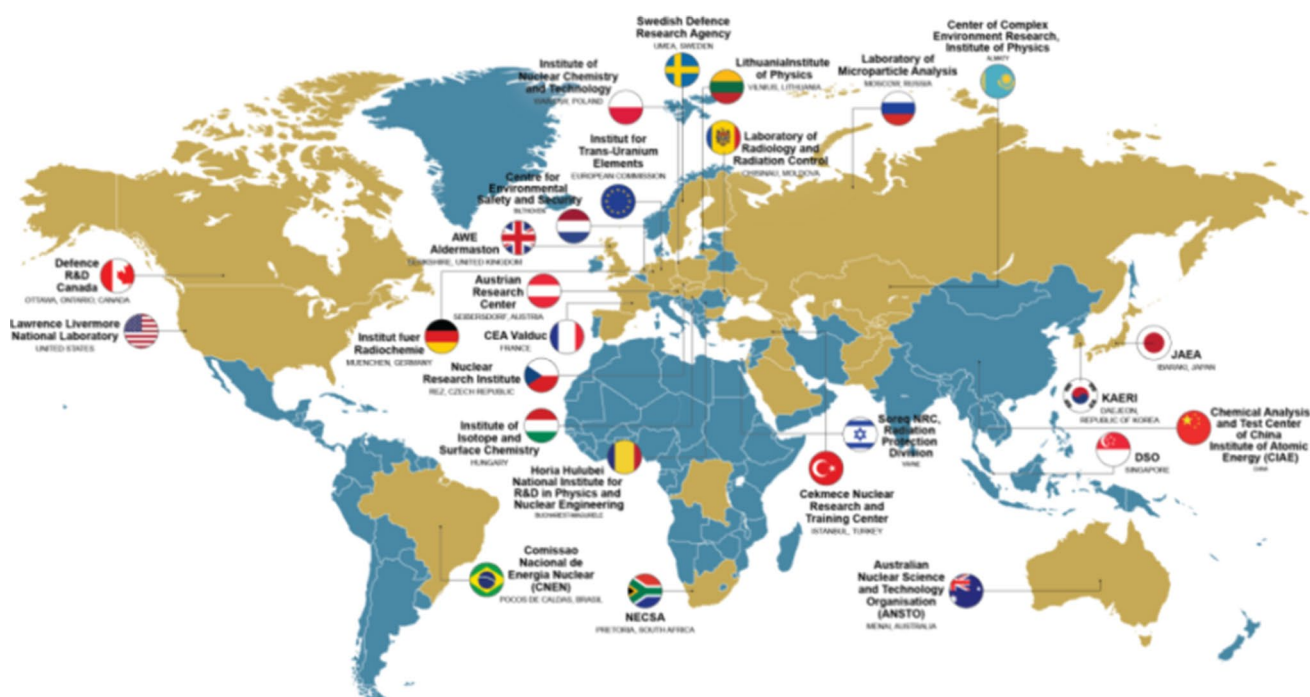 Swedish Defence
Research Agency
UMEA, SWEDEN
Center of Complex
Environment Research,
Institute of Physics
ALMATY
Institute of
Nuclear Chemistry
and Technology
WARSAW, POLAND
LithuaniaInstitute
of Physics
VILNIUS, LITHUANIA
Laboratory of
Microparticle Analysis
MOSCOW, RUSSIA
Institut for
Trans-Uranium
Elements
EUROPEAN COMMISSION
Laboratory of
Radiology and
Radiation Control
CHISINAU, MOLDOVA
Centre for
Environmental
Safety and Security
BILTHOVEN
AWE
Aldermaston
BERKSHIRE, UNITED KINGDOM
Defence
R&D
Canada
OTTAWA, ONTARIO, CANADA
Austrian
Research
Center
SEIBERSDORF, AUSTRIA
Lawrence Livermore
National Laboratory
UNITED STATES
Institut fuer
Radiochemie
MUENCHEN, GERMANY
CEA Valduc
FRANCE
JAEA
IBARAKI, JAPAN
Nuclear
Research Institute
REZ, CZECH REPUBLIC
KAERI
DAEJEON,
REPUBLIC OF KOREA
Institute of
Isotope and
Surface Chemistry
HUNGARY
Soreq NRC,
Radiation
Protection
Division
YAVNE
Chemical Analysis
and Test Center
of China
Institute of Atomic
Energy (CIAE)
DSO
SINGAPORE
Horia Hulubei
National Institute for
R&D in Physics and
Nuclear Engineering
BUCHAREST-MAGURELE
Cekmece Nuclear
Research and
Training Center
ISTANBUL, TURKEY
Comissao
Nacional de
Energia Nuclear
(CNEN)
POCOS DE CALDAS, BRASIL
NECSA
PRETORIA, SOUTH AFRICA
Australian
Nuclear Science
and Technology
Organisation
(ANSTO)
MENAI, AUSTRALIA